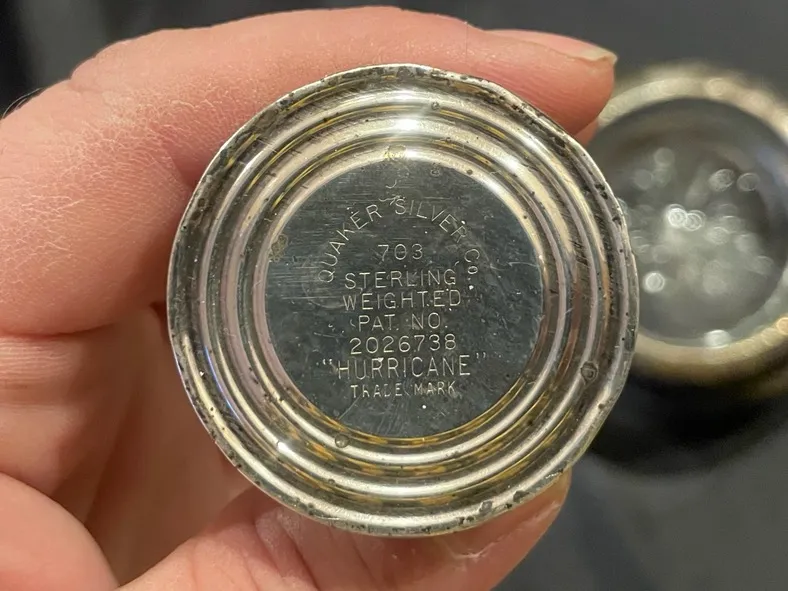 QUAKER SILVER CO.
703
STERLING
WEIGHTED
PAT. NO.
2026738
"HURRICANE"
TRADE MARK